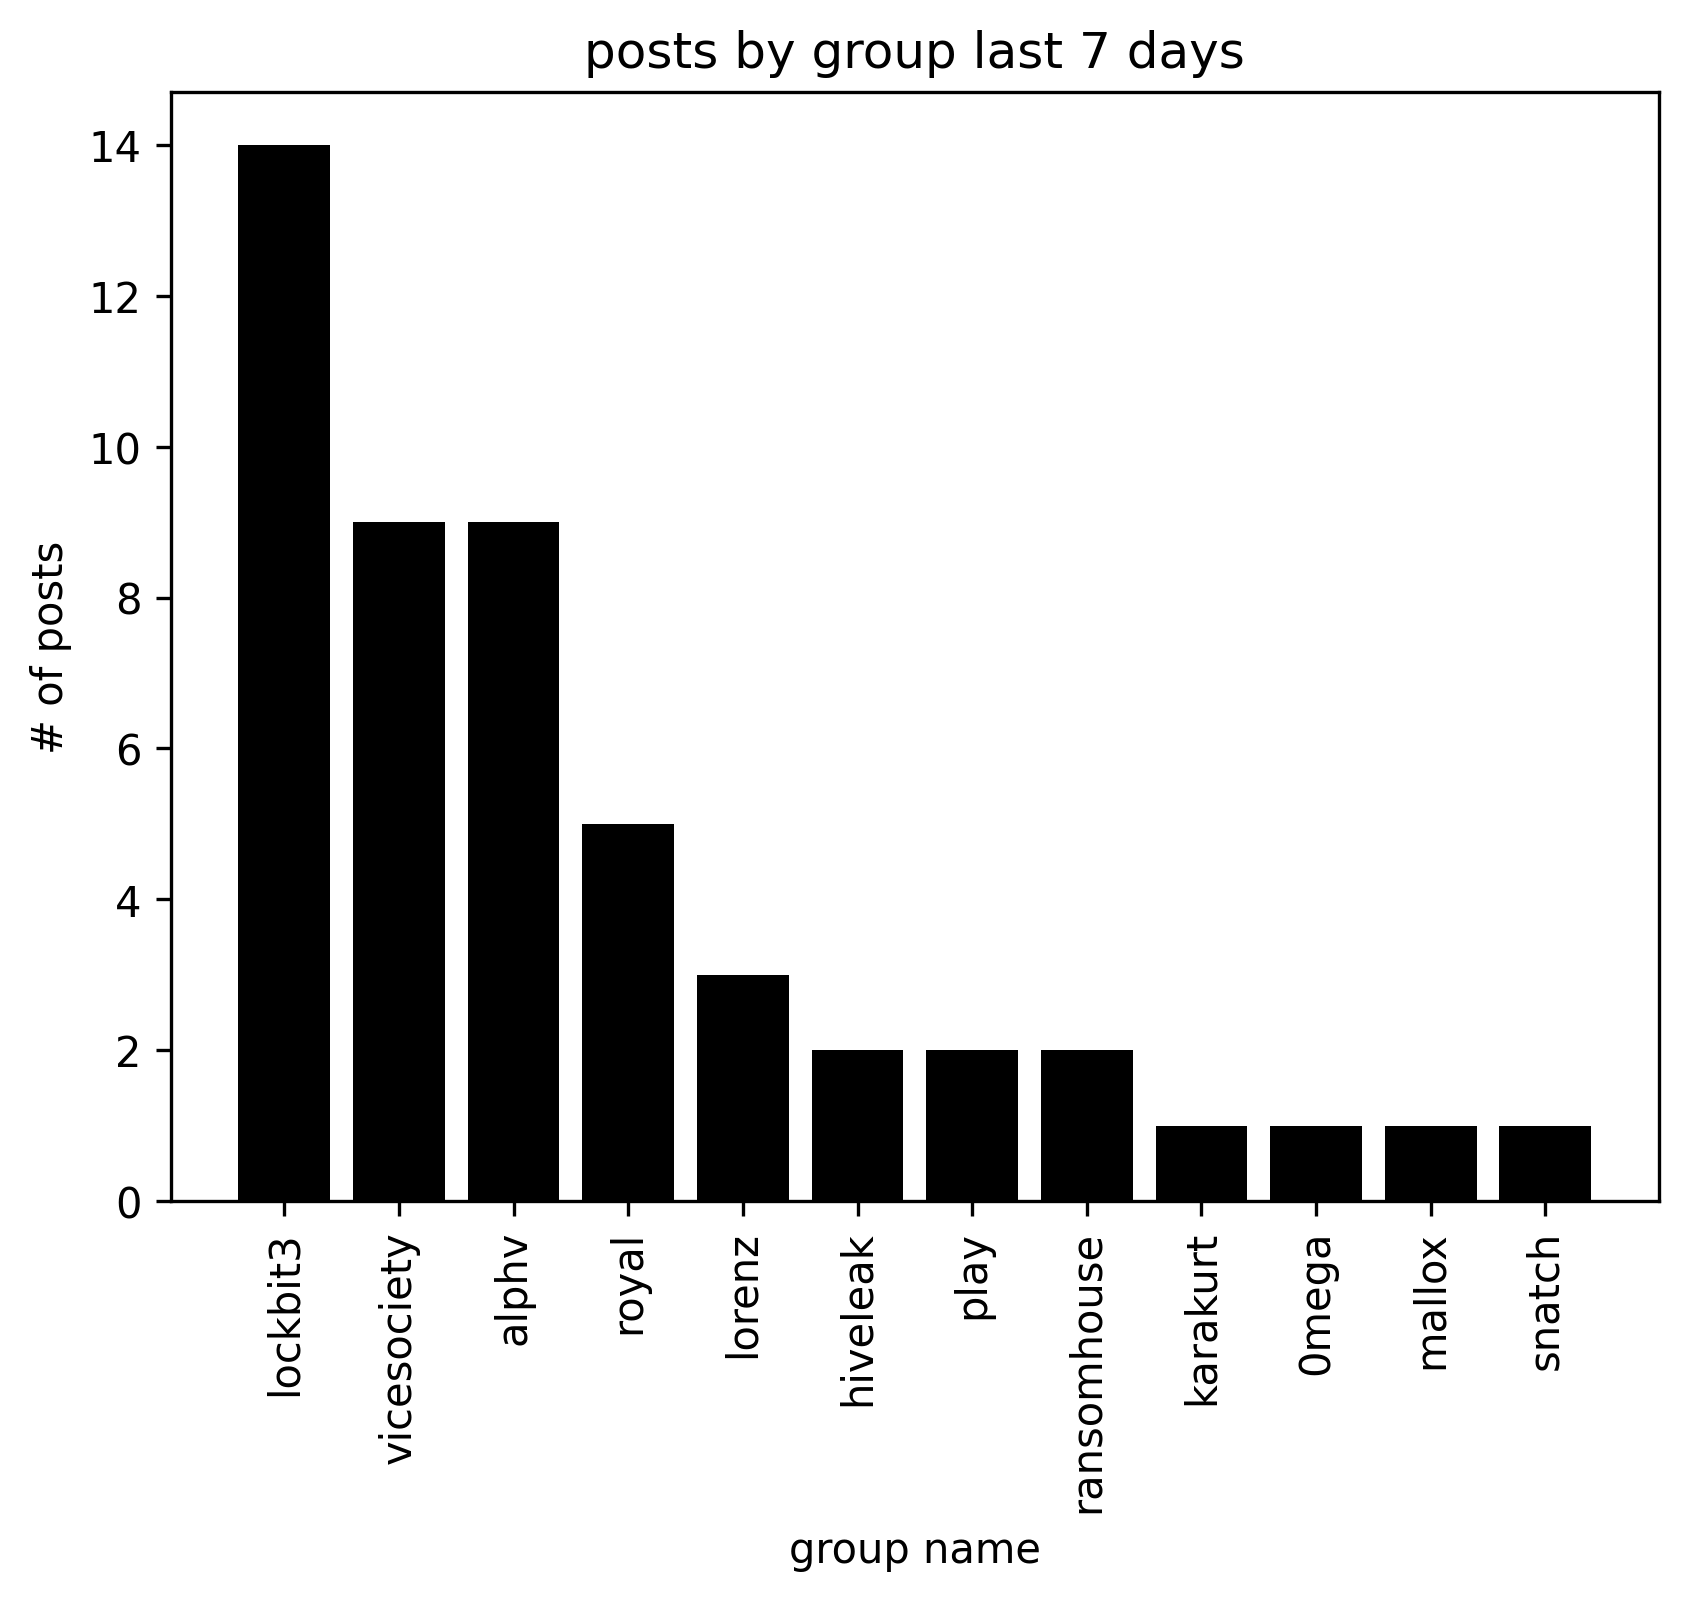 posts by group last 7 days
14
12
10
8
6
4
2
0
# of posts
lockbit3
vicesociety
alphv
royal
lorenz
hiveleak
play
ransomhouse
karakurt
0mega
mallox
snatch
group name